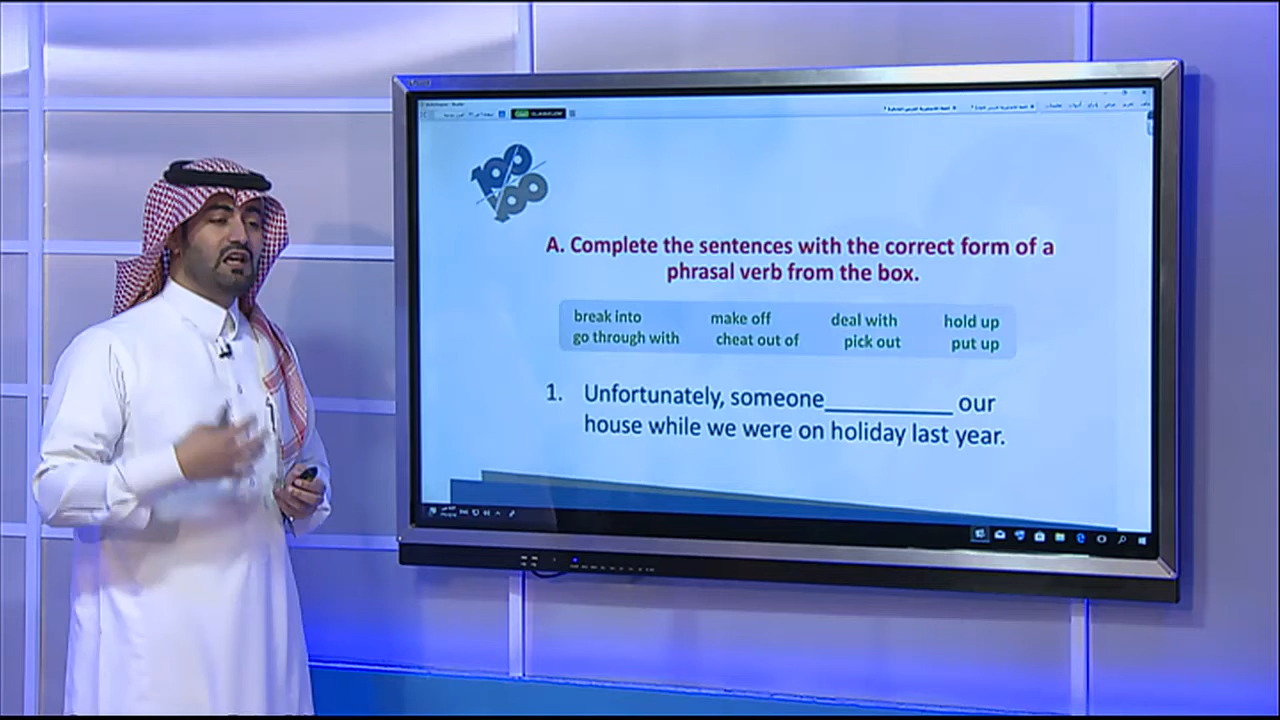 100
100
A. Complete the sentences with the correct form of a
phrasal verb from the box.
break into make off deal with hold up
go through with cheat out of pick out put up
1. Unfortunately, someone__________ our
house while we were on holiday last year.